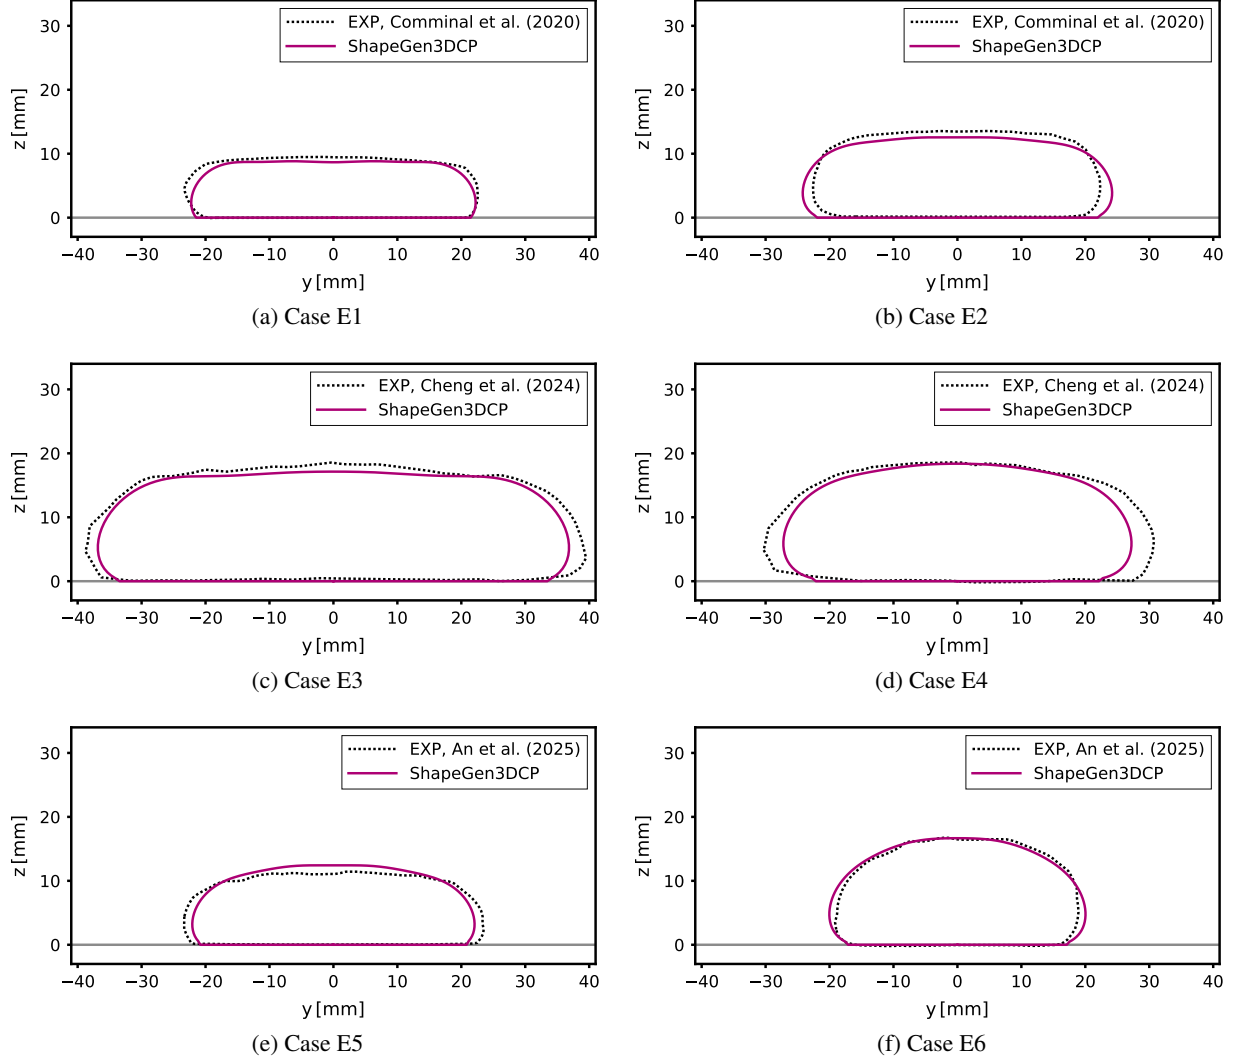 EXP, Comminal et al. (2020)
ShapeGen3DCP
z [mm]
30
20
10
0
−40 −30 −20 −10 0 10 20 30 40
y [mm]
(a) Case E1
EXP, Comminal et al. (2020)
ShapeGen3DCP
z [mm]
30
20
10
0
−40 −30 −20 −10 0 10 20 30 40
y [mm]
(b) Case E2
EXP, Cheng et al. (2024)
ShapeGen3DCP
z [mm]
30
20
10
0
−40 −30 −20 −10 0 10 20 30 40
y [mm]
(c) Case E3
EXP, Cheng et al. (2024)
ShapeGen3DCP
z [mm]
30
20
10
0
−40 −30 −20 −10 0 10 20 30 40
y [mm]
(d) Case E4
EXP, An et al. (2025)
ShapeGen3DCP
z [mm]
30
20
10
0
−40 −30 −20 −10 0 10 20 30 40
y [mm]
(e) Case E5
EXP, An et al. (2025)
ShapeGen3DCP
z [mm]
30
20
10
0
−40 −30 −20 −10 0 10 20 30 40
y [mm]
(f) Case E6